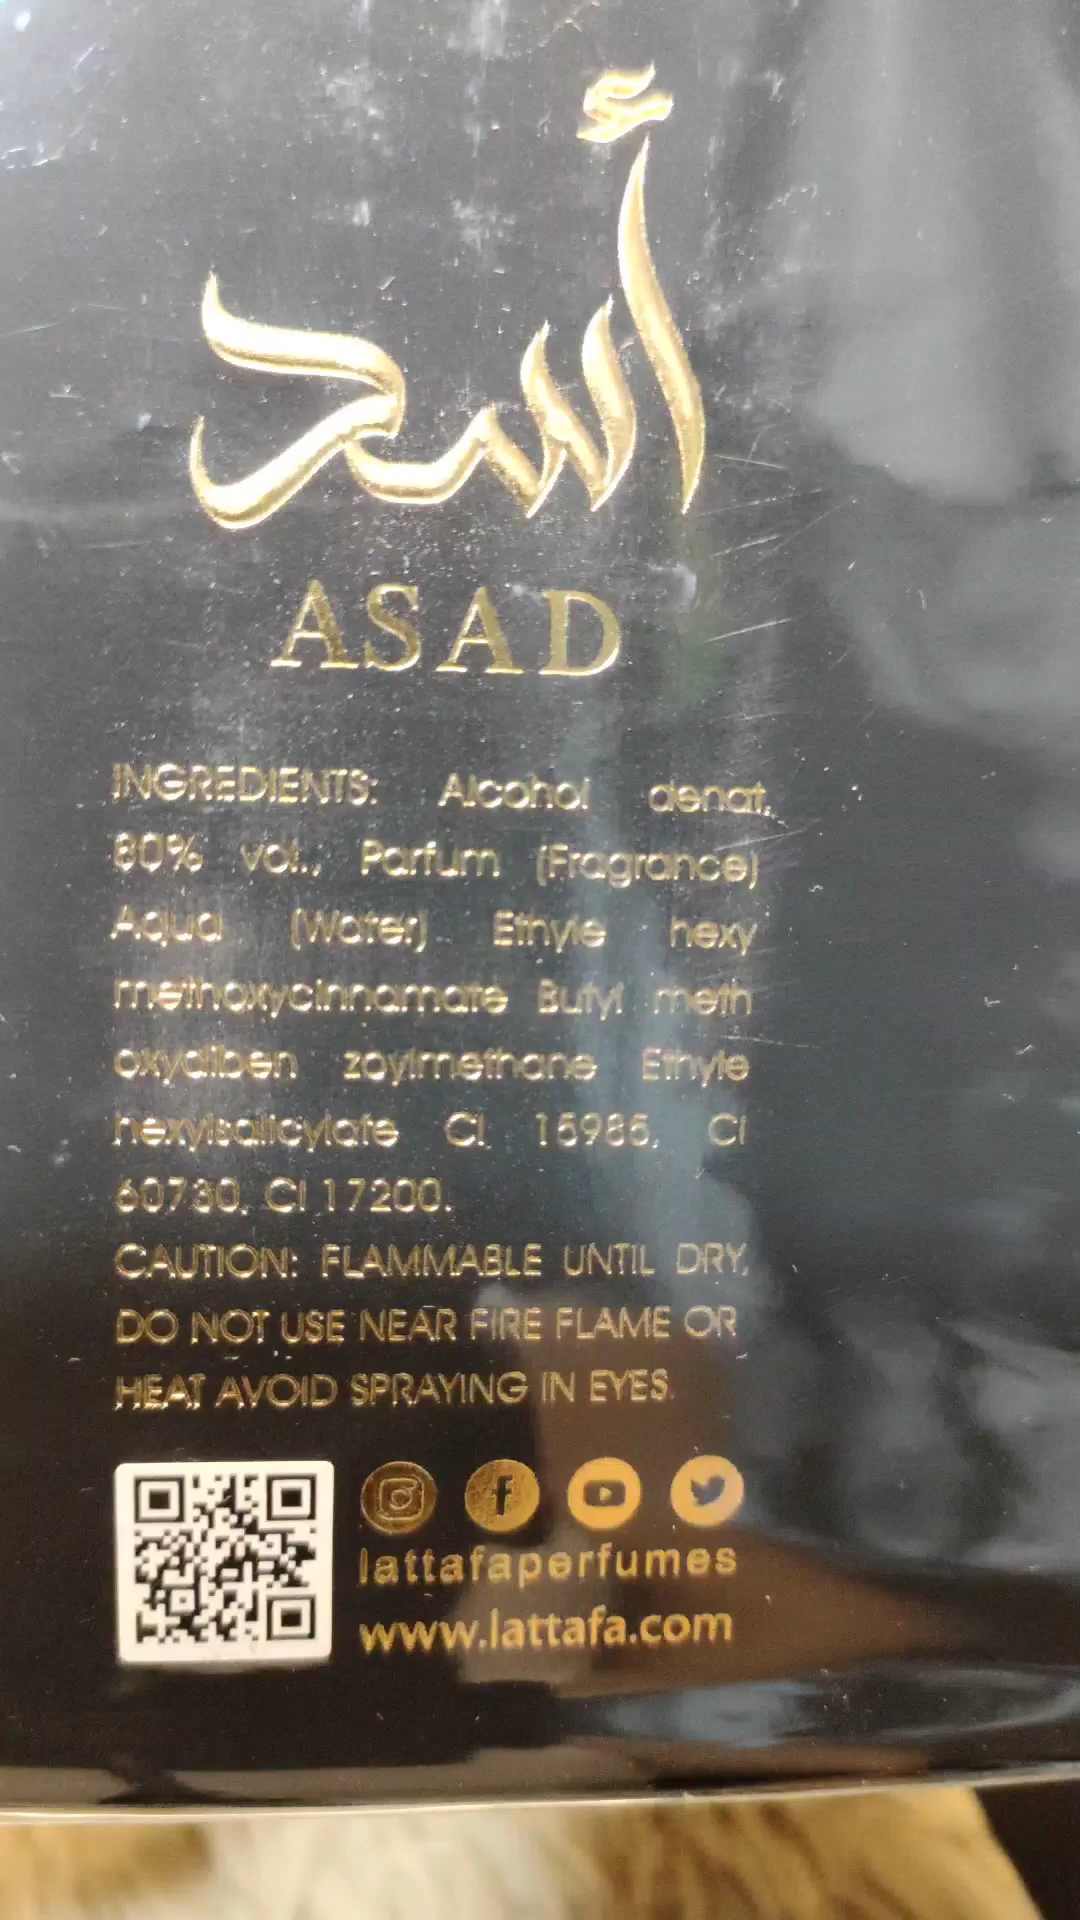 أسد
ASAD
INGREDIENTS: Alcohol denat.
80% vol., Parfum (Fragrance)
Aqua (Water) Ethyle hexy
methoxycinnamate Butyl meth
oxydiben zoylmethane Ethyle
hexylsalicylate CI 15985, CI
60730, CI 17200.
CAUTION: FLAMMABLE UNTIL DRY,
DO NOT USE NEAR FIRE FLAME OR
HEAT AVOID SPRAYING IN EYES.
lattafaperfumes
www.lattafa.com